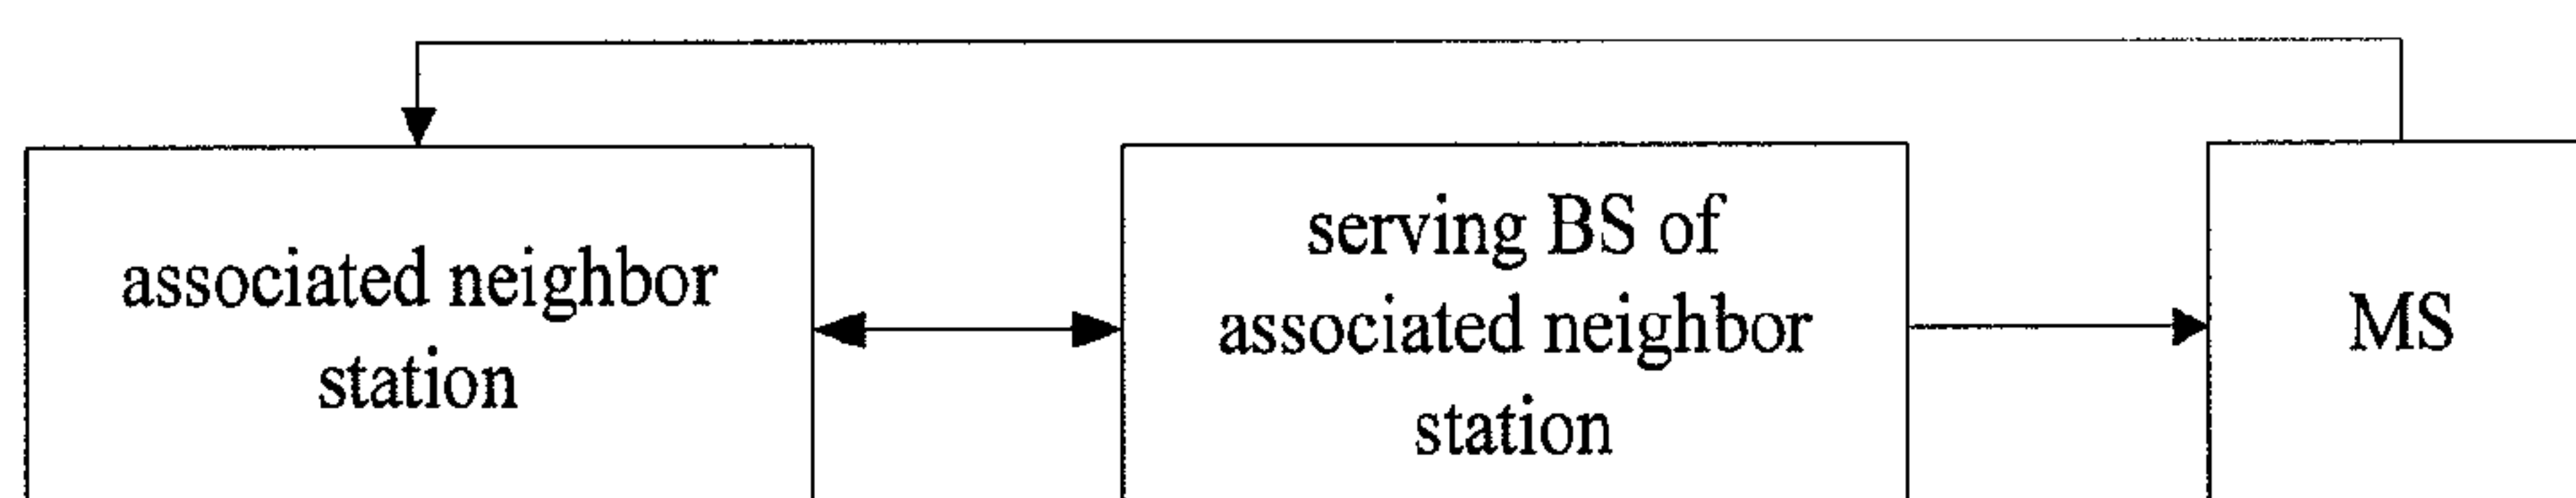 associated neighbor
station
serving BS of
associated neighbor
station
MS